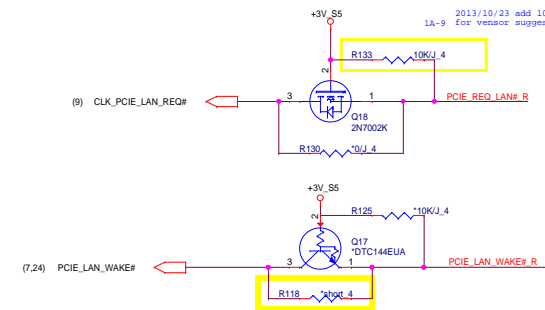 2013/10/23 add 10
1A-9 for vensor sugges
+3V_S5
R133 10K/J_4
2
(9) CLK_PCIE_LAN_REQ# 3 1 PCIE_REQ_LAN#_R
Q18
2N7002K
R130 *0/J_4
+3V_S5
R125 *10K/J_4
2
Q17
*DTC144EUA
(7,24) PCIE_LAN_WAKE# 3 1 PCIE_LAN_WAKE#_R
R118 *short_4